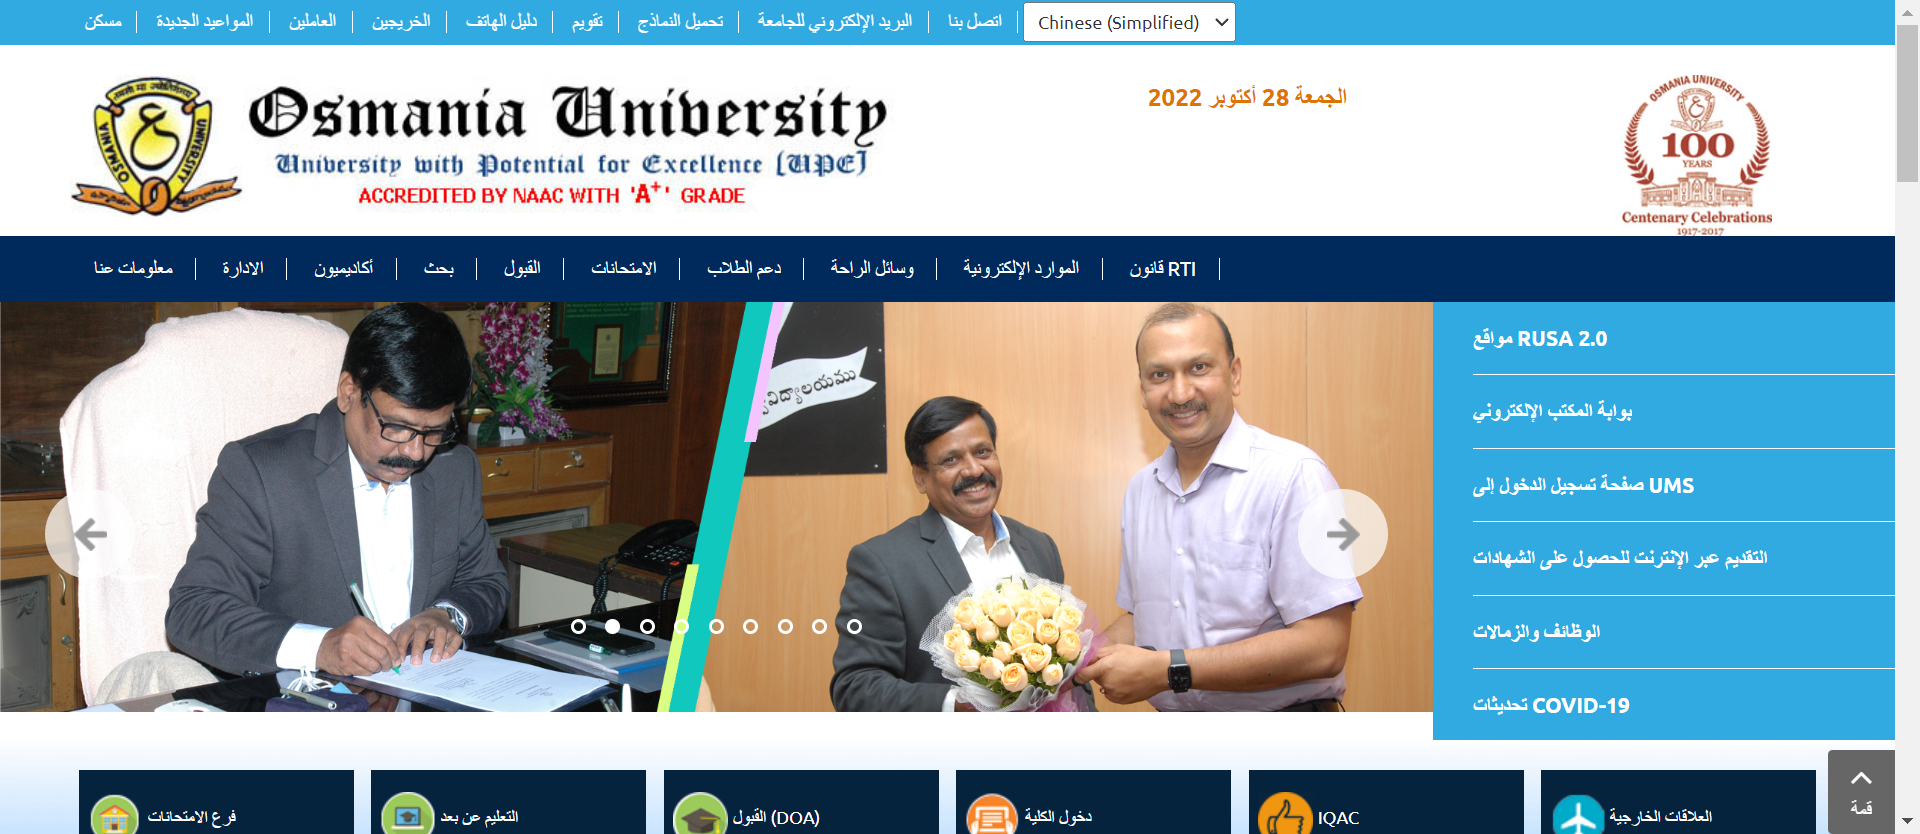 مسكن
المواعيد الجديدة
العاملين
الخريجين
دليل الهاتف
تقويم
تحميل النماذج
البريد الإلكتروني للجامعة
اتصل بنا
Chinese (Simplified)
Osmania University
University with Potential for Excellence (UPE)
ACCREDITED BY NAAC WITH 'A+' GRADE
الجمعة 28 أكتوبر 2022
OSMANIA UNIVERSITY
100
YEARS
Centenary Celebrations
1917-2017
معلومات عنا
الادارة
أكاديميون
بحث
القبول
الامتحانات
دعم الطلاب
وسائل الراحة
الموارد الإلكترونية
قانون RTI
مواقع RUSA 2.0
بوابة المكتب الإلكتروني
صفحة تسجيل الدخول إلى UMS
التقديم عبر الإنترنت للحصول على الشهادات
الوظائف والزمالات
تحديثات COVID-19
فرع الامتحانات
التعليم عن بعد
القبول (DOA)
دخول الكلية
IQAC
العلاقات الخارجية
قمة